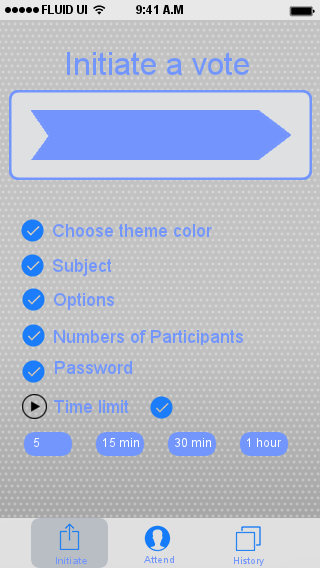 FLUID UI 9:41 A.M
Initiate a vote
Choose theme color
Subject
Options
Numbers of Participants
Password
Time limit
5 15 min 30 min 1 hour
Initiate Attend History